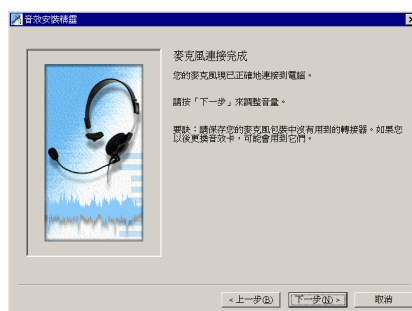 音效安裝精靈
麥克風連接完成
您的麥克風現已正確地連接到電腦。
請按「下一步」來調整音量。
要訣：請保存您的麥克風包裝中沒有用到的轉接器。如果您
以後更換音效卡，可能會用到它們。
<上一步(B) 下一步(N)> 取消